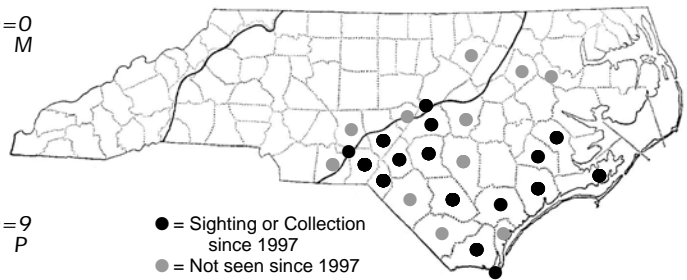 =0
M
=9
P
● = Sighting or Collection
since 1997
● = Not seen since 1997